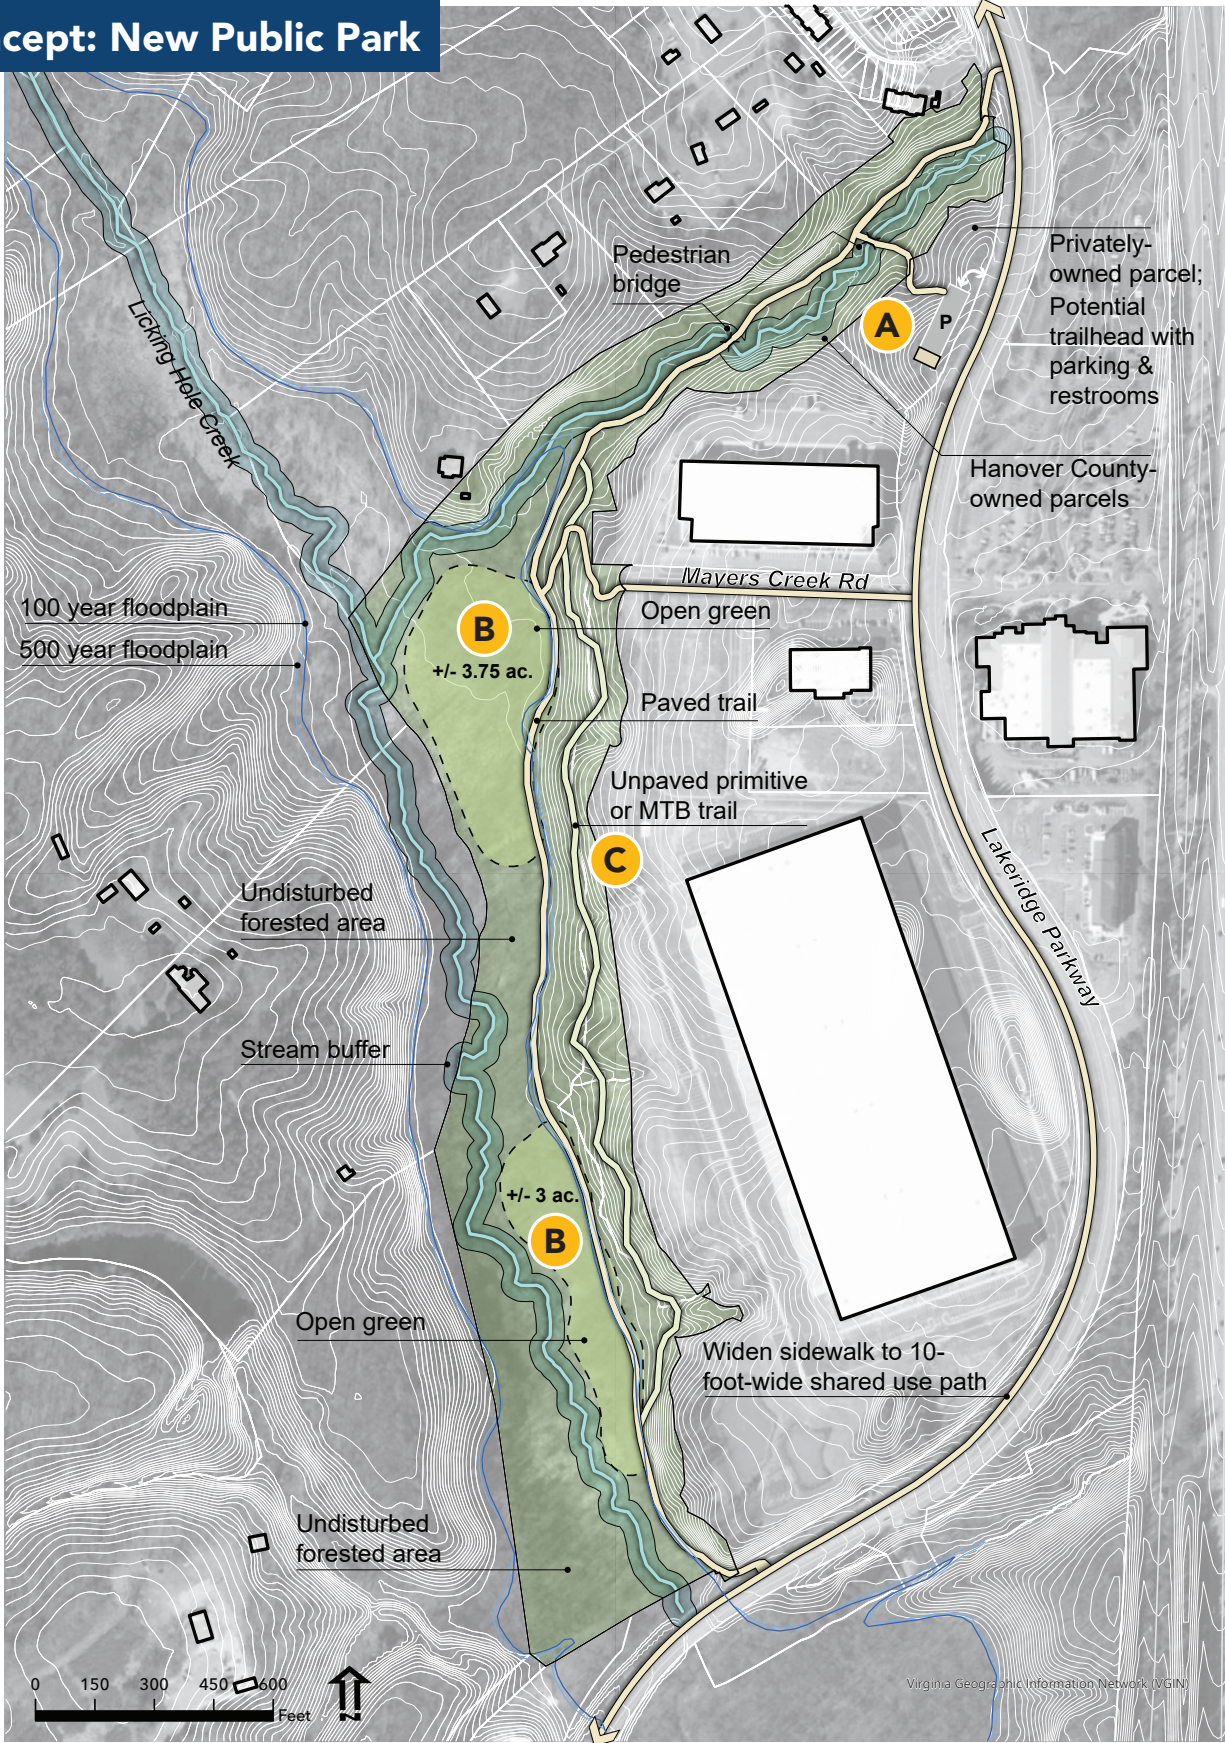 cept: New Public Park
Pedestrian
bridge
Privately-
owned parcel;
Potential
trailhead with
parking &
restrooms
A
P
Licking Hole Creek
Hanover County-
owned parcels
Mayers Creek Rd
100 year floodplain
500 year floodplain
Open green
B
+/- 3.75 ac.
Paved trail
Unpaved primitive
or MTB trail
C
Lakeridge Parkway
Undisturbed
forested area
Stream buffer
+/- 3 ac.
B
Open green
Widen sidewalk to 10-
foot-wide shared use path
Undisturbed
forested area
0 150 300 450 600
Feet
N
Virginia Geographic Information Network (VGIN)